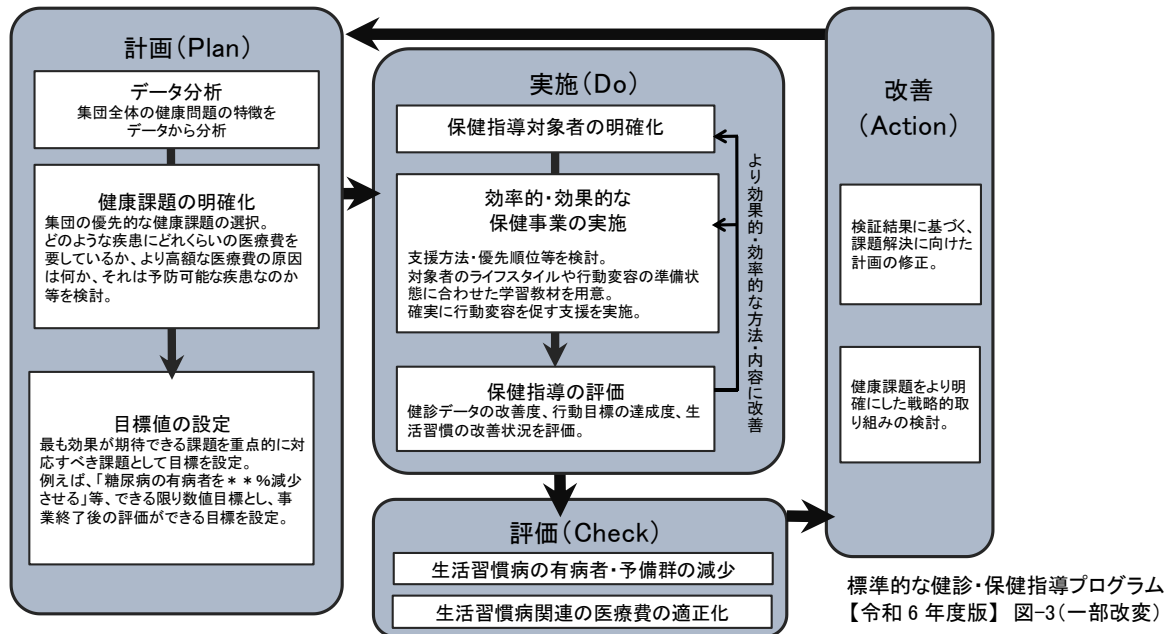 計画(Plan)
データ分析
集団全体の健康問題の特徴を
データから分析
健康課題の明確化
集団の優先的な健康課題の選択。
どのような疾患にどれくらいの医療費を
要しているか、より高額な医療費の原因
は何か、それは予防可能な疾患なのか
等を検討。
目標値の設定
最も効果が期待できる課題を重点的に対
応すべき課題として目標を設定。
例えば、「糖尿病の有病者を**%減少
させる」等、できる限り数値目標とし、事
業終了後の評価ができる目標を設定。
実施(Do)
保健指導対象者の明確化
効率的・効果的な
保健事業の実施
支援方法・優先順位等を検討。
対象者のライフスタイルや行動変容の準備状
態に合わせた学習教材を用意。
確実に行動変容を促す支援を実施。
保健指導の評価
健診データの改善度、行動目標の達成度、生
活習慣の改善状況を評価。
より効果的・効率的な方法・内容に改善
評価(Check)
生活習慣病の有病者・予備群の減少
生活習慣病関連の医療費の適正化
改善
(Action)
検証結果に基づく、
課題解決に向けた
計画の修正。
健康課題をより明
確にした戦略的取
り組みの検討。
標準的な健診・保健指導プログラム
【令和6年度版】 図-3(一部改変)